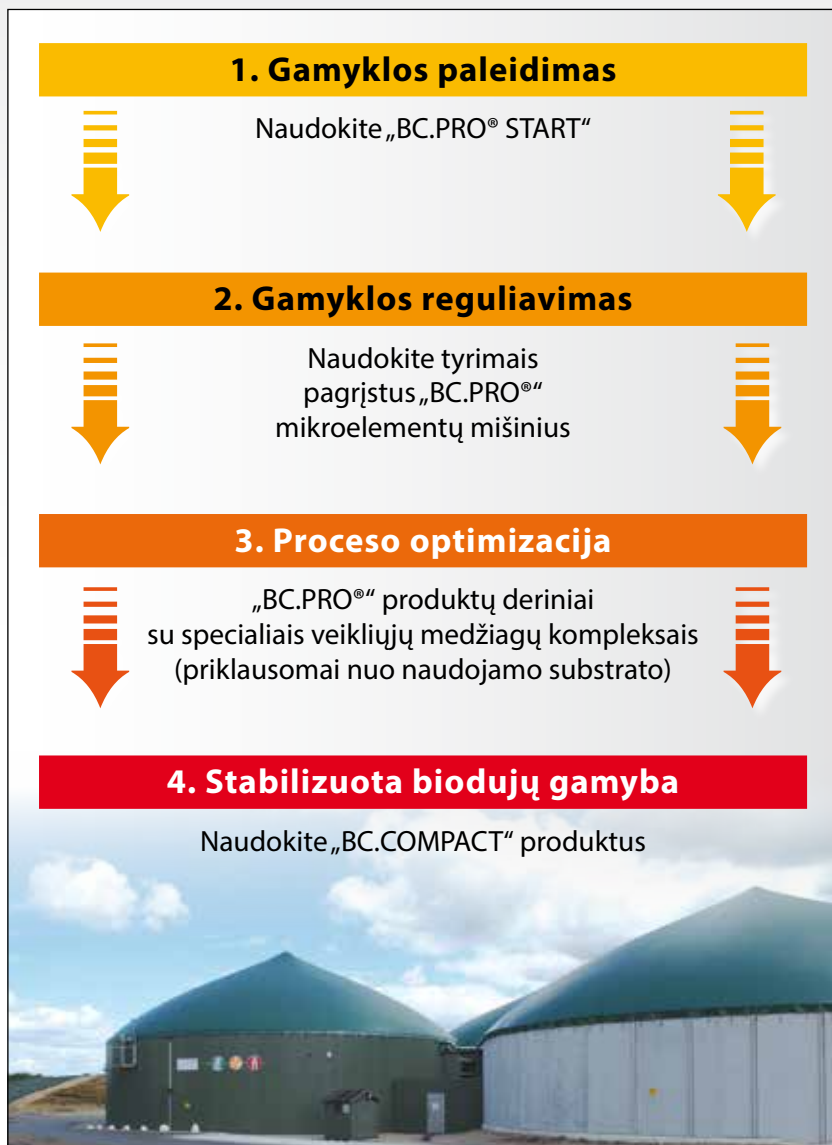 1. Gamyklos paleidimas
Naudokite „BC.PRO® START“
2. Gamyklos reguliavimas
Naudokite tyrimais
pagrįstus „BC.PRO®“
mikroelementų mišinius
3. Proceso optimizacija
„BC.PRO®“ produktų deriniai
su specialiais veikliųjų medžiagų kompleksais
(priklausomai nuo naudojamo substrato)
4. Stabilizuota biodujų gamyba
Naudokite „BC.COMPACT“ produktus